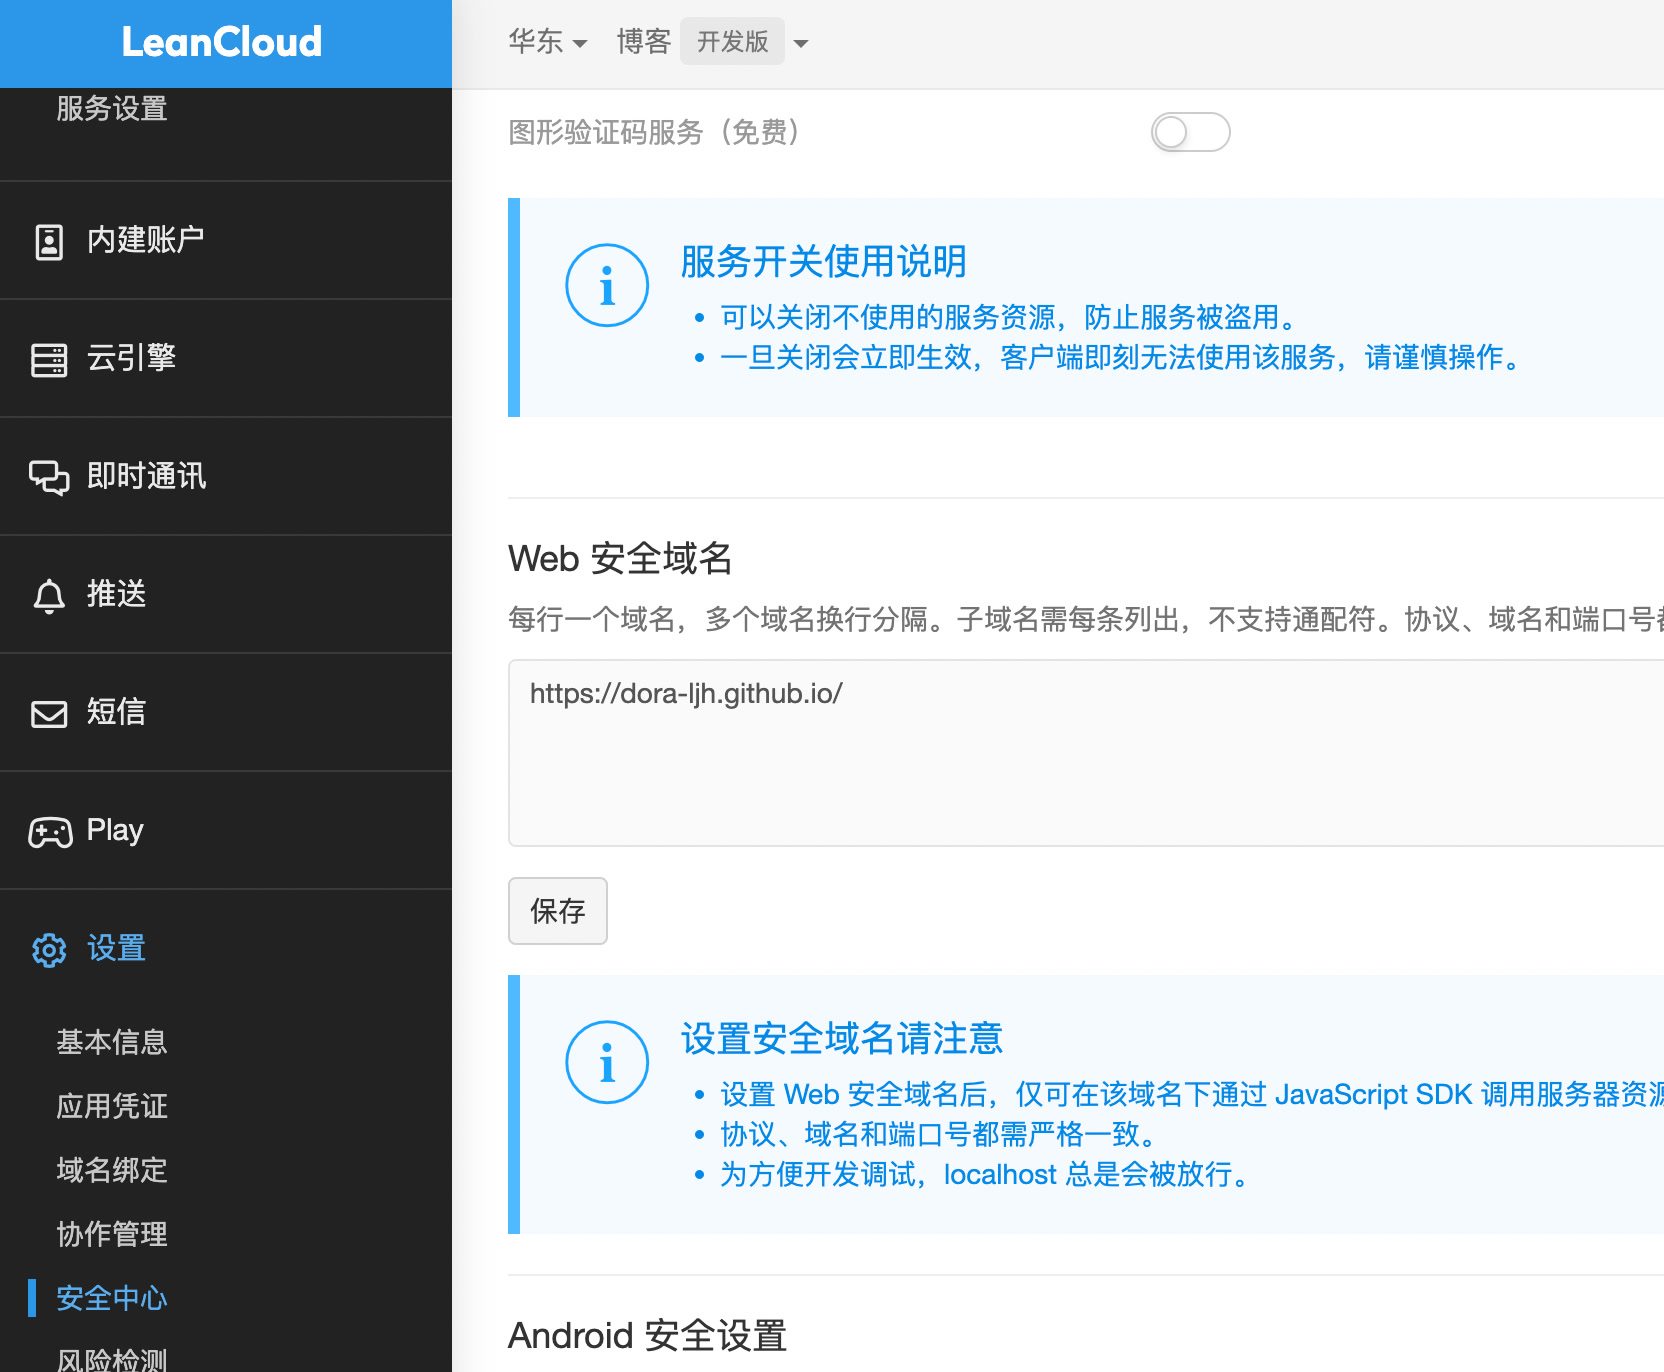 LeanCloud
华东
博客
开发版
服务设置
内建账户
云引擎
即时通讯
推送
短信
Play
设置
基本信息
应用凭证
域名绑定
协作管理
安全中心
风险检测
图形验证码服务（免费）
服务开关使用说明
可以关闭不使用的服务资源，防止服务被盗用。
一旦关闭会立即生效，客户端即刻无法使用该服务，请谨慎操作。
Web 安全域名
每行一个域名，多个域名换行分隔。子域名需每条列出，不支持通配符。协议、域名和端口号都
https://dora-ljh.github.io/
保存
设置安全域名请注意
设置 Web 安全域名后，仅可在该域名下通过 JavaScript SDK 调用服务器资源
协议、域名和端口号都需严格一致。
为方便开发调试，localhost 总是会被放行。
Android 安全设置